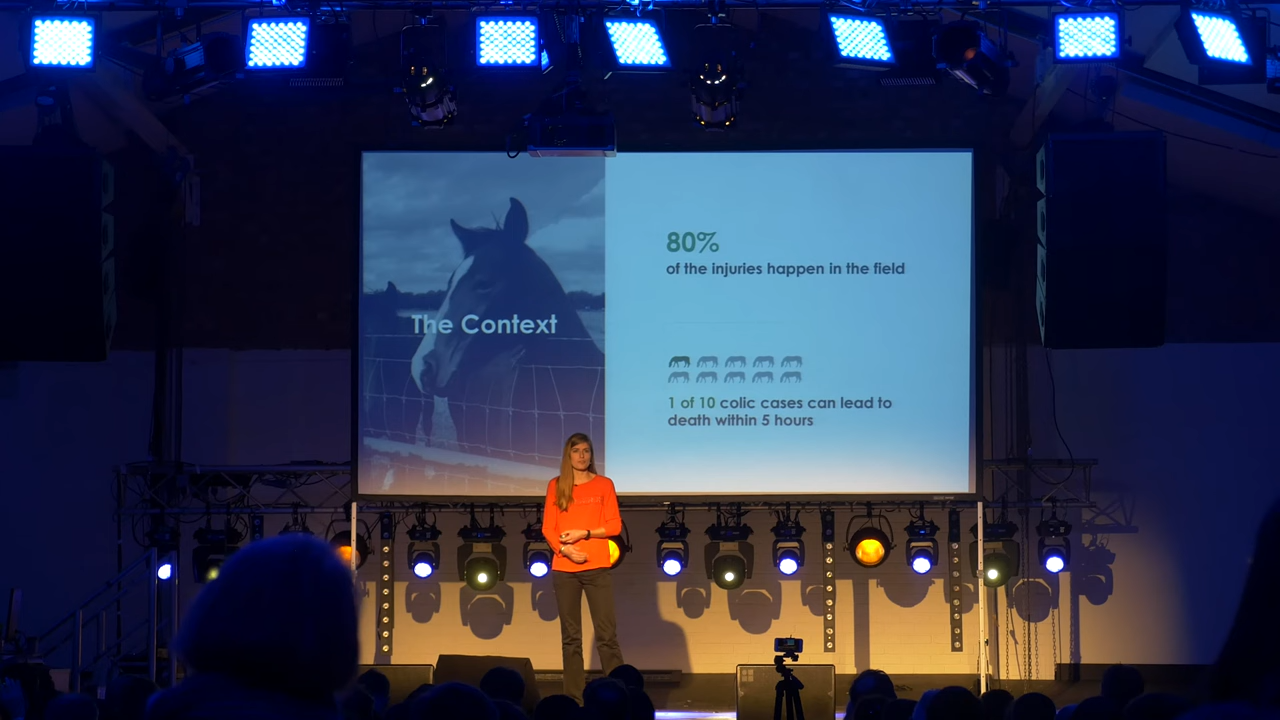 The Context
80%
of the injuries happen in the field
1 of 10 colic cases can lead to
death within 5 hours